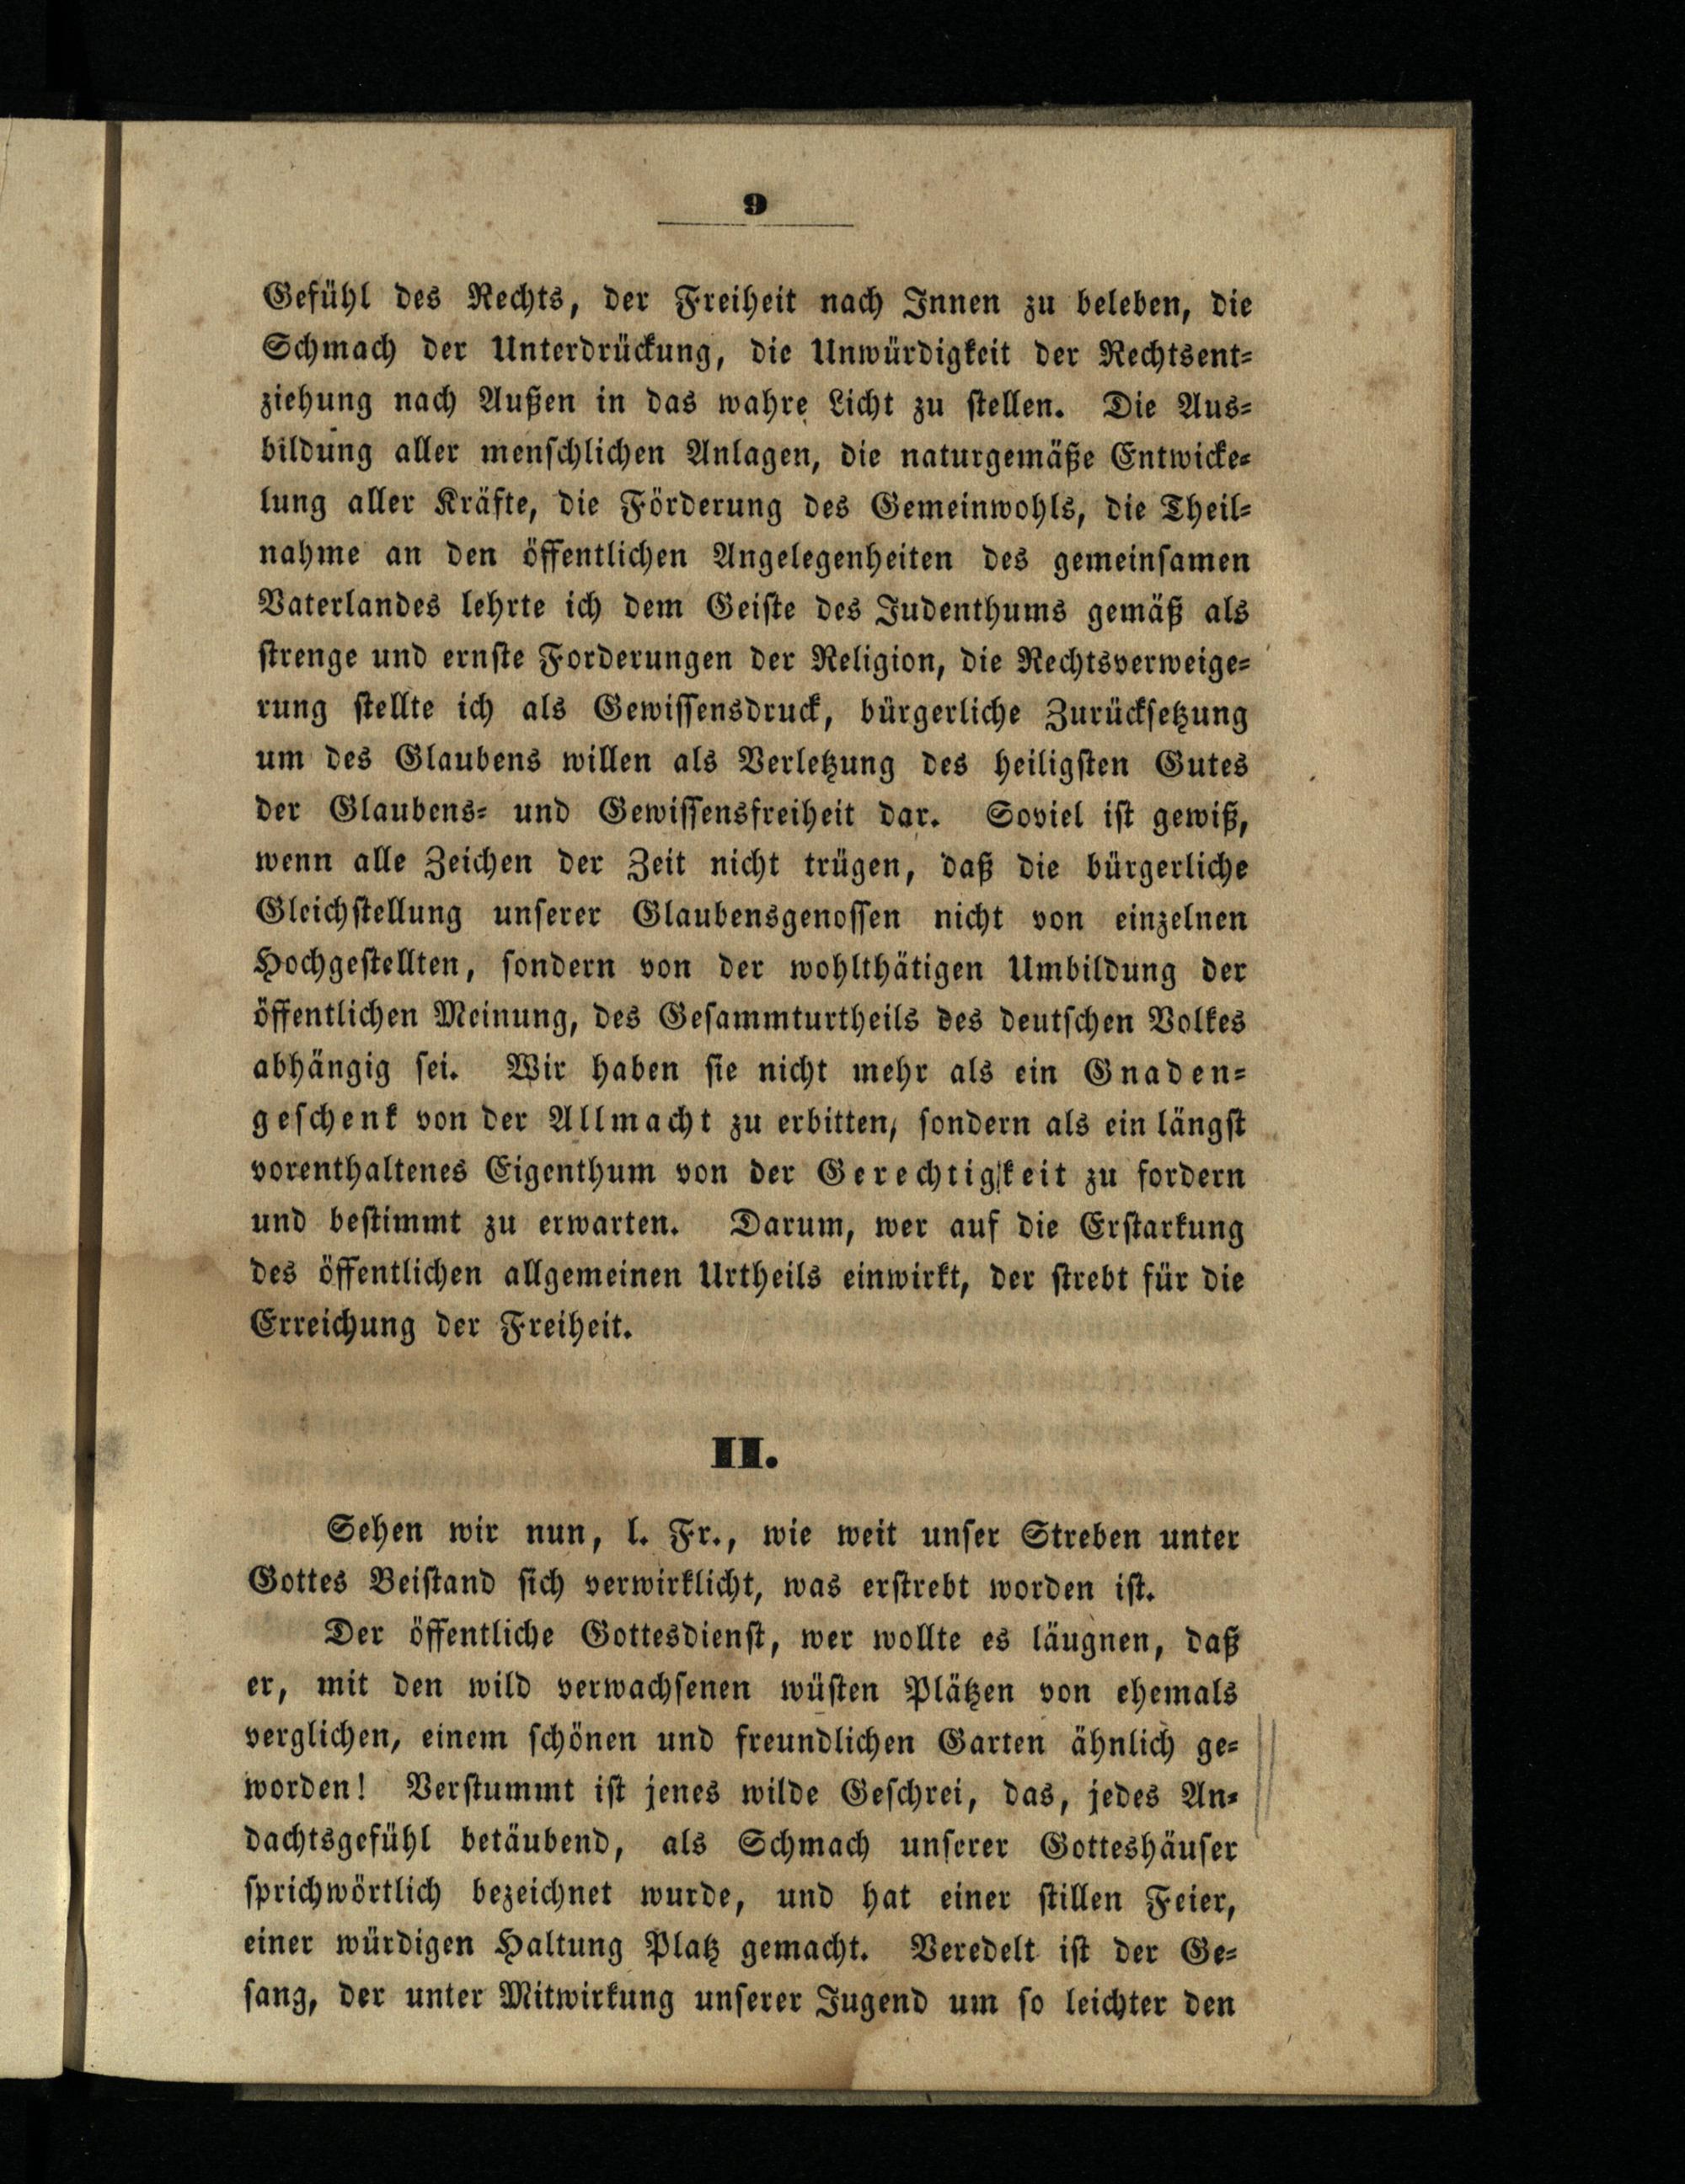 9
Gefühl des Rechts, der Freiheit nach Innen zu beleben, die
Schmach der Unterdrückung, die Unwürdigkeit der Rechtsent-
ziehung nach Außen in das wahre Licht zu stellen. Die Aus-
bildung aller menschlichen Anlagen, die naturgemäße Entwicke-
lung aller Kräfte, die Förderung des Gemeinwohls, die Theil-
nahme an den öffentlichen Angelegenheiten des gemeinsamen
Vaterlandes lehrte ich dem Geiste des Judenthums gemäß als
strenge und ernste Forderungen der Religion, die Rechtsverweige-
rung stellte ich als Gewissensdruck, bürgerliche Zurücksetzung
um des Glaubens willen als Verletzung des heiligsten Gutes
der Glaubens- und Gewissensfreiheit dar. Soviel ist gewiß,
wenn alle Zeichen der Zeit nicht trügen, daß die bürgerliche
Gleichstellung unserer Glaubensgenossen nicht von einzelnen
Hochgestellten, sondern von der wohlthätigen Umbildung der
öffentlichen Meinung, des Gesammturtheils des deutschen Volkes
abhängig sei. Wir haben sie nicht mehr als ein Gnaden-
geschenk von der Allmacht zu erbitten, sondern als ein längst
vorenthaltenes Eigenthum von der Gerechtigkeit zu fordern
und bestimmt zu erwarten. Darum, wer auf die Erstarkung
des öffentlichen allgemeinen Urtheils einwirkt, der strebt für die
Erreichung der Freiheit.
II.
Sehen wir nun, l. Fr., wie weit unser Streben unter
Gottes Beistand sich verwirklicht, was erstrebt worden ist.
Der öffentliche Gottesdienst, wer wollte es läugnen, daß
er, mit den wild verwachsenen wüsten Plätzen von ehemals
verglichen, einem schönen und freundlichen Garten ähnlich ge-
worden! Verstummt ist jenes wilde Geschrei, das, jedes An-
dachtsgefühl betäubend, als Schmach unserer Gotteshäuser
sprichwörtlich bezeichnet wurde, und hat einer stillen Feier,
einer würdigen Haltung Platz gemacht. Veredelt ist der Ge-
sang, der unter Mitwirkung unserer Jugend um so leichter den